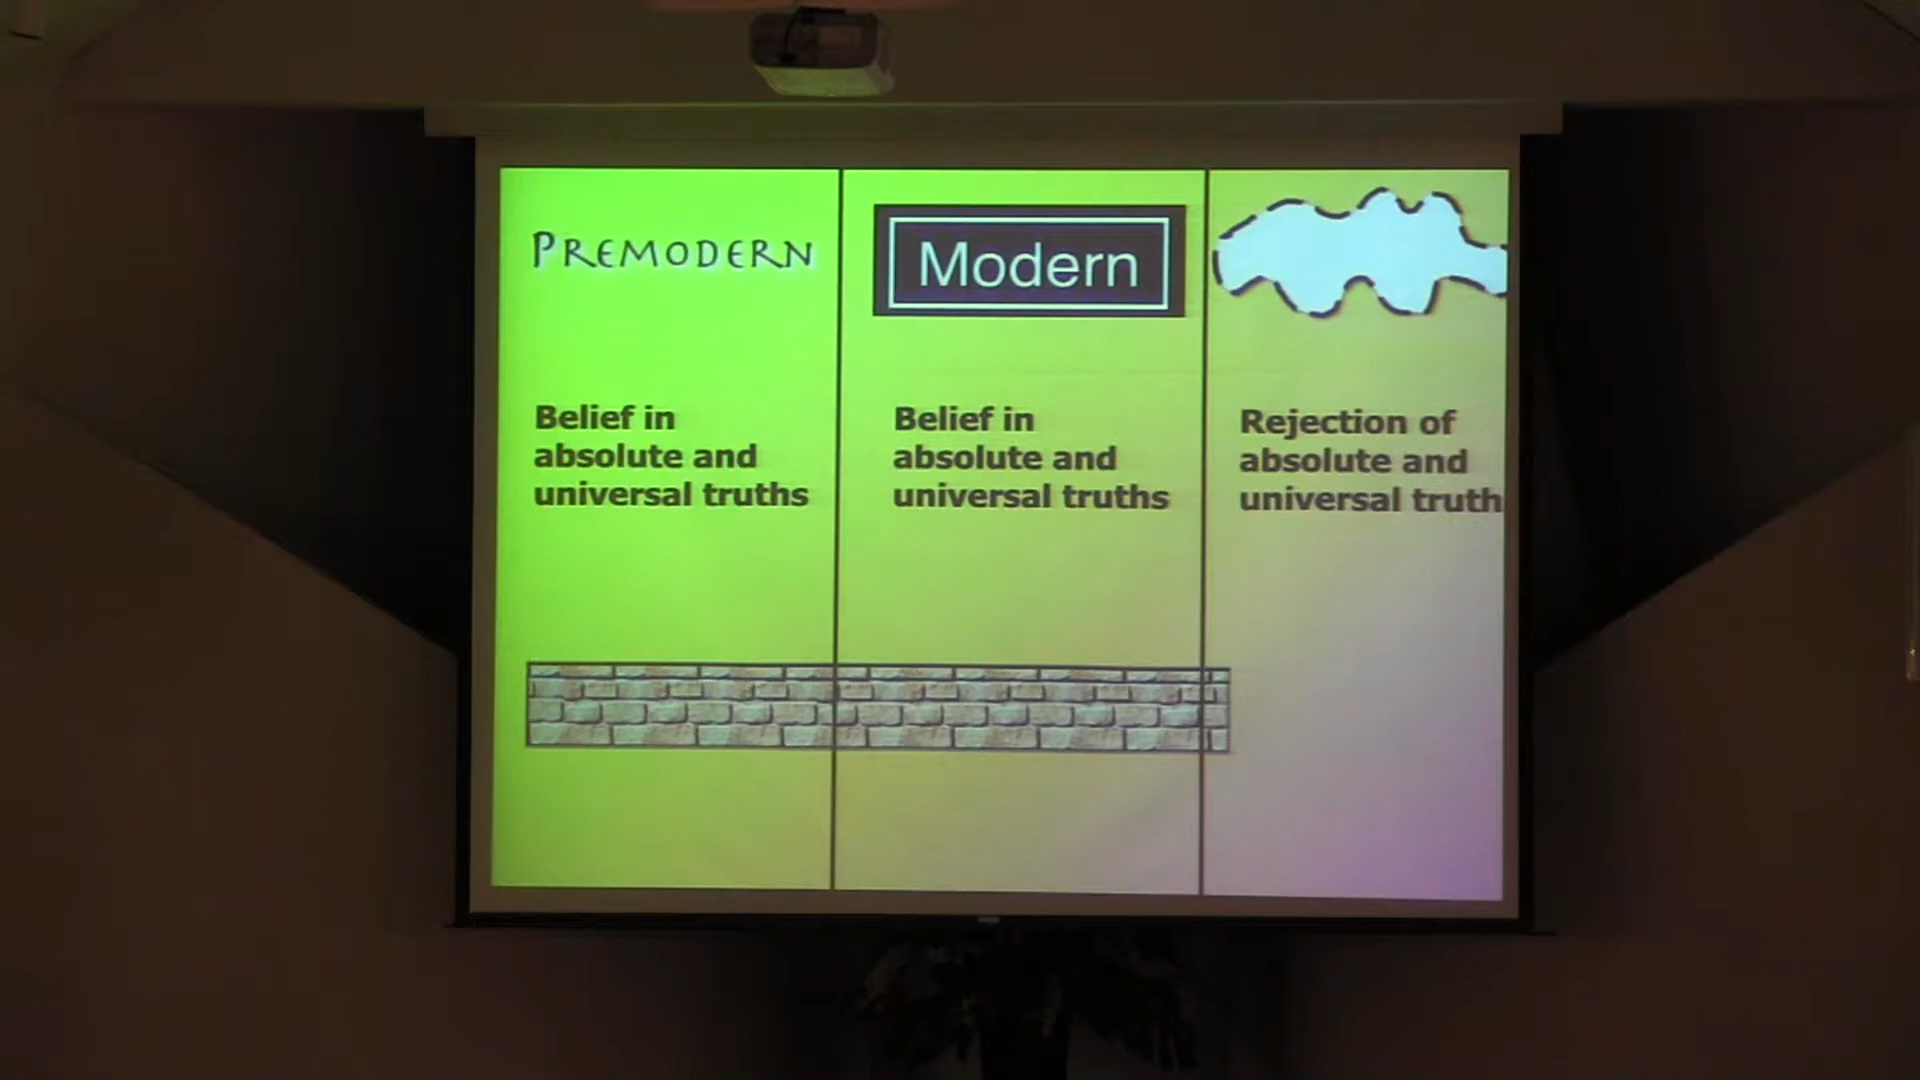 PREMODERN
Modern
Belief in
absolute and
universal truths
Belief in
absolute and
universal truths
Rejection of
absolute and
universal truth